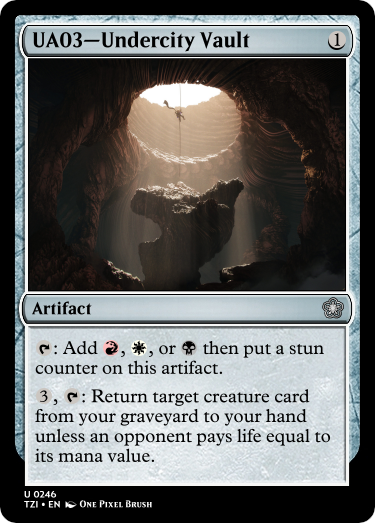 UA03—Undercity Vault 1
Artifact
: Add , , or then put a stun
counter on this artifact.
3, : Return target creature card
from your graveyard to your hand
unless an opponent pays life equal to
its mana value.
U 0246
TZI • EN One Pixel Brush